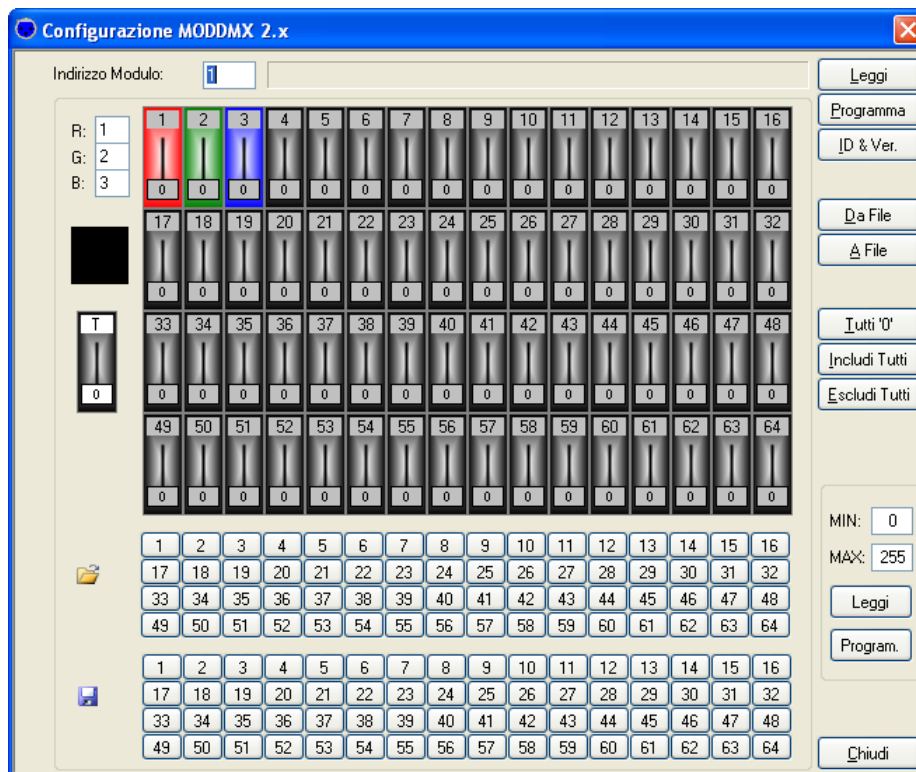 Configurazione MODDMX 2.x
Indirizzo Modulo: 1
Leggi
Programma
ID & Ver.
Da File
A File
Tutti '0'
Includi Tutti
Escludi Tutti
R: 1
G: 2
B: 3
T
0
1 2 3 4 5 6 7 8 9 10 11 12 13 14 15 16
0 0 0 0 0 0 0 0 0 0 0 0 0 0 0 0
17 18 19 20 21 22 23 24 25 26 27 28 29 30 31 32
0 0 0 0 0 0 0 0 0 0 0 0 0 0 0 0
33 34 35 36 37 38 39 40 41 42 43 44 45 46 47 48
0 0 0 0 0 0 0 0 0 0 0 0 0 0 0 0
49 50 51 52 53 54 55 56 57 58 59 60 61 62 63 64
0 0 0 0 0 0 0 0 0 0 0 0 0 0 0 0
1 2 3 4 5 6 7 8 9 10 11 12 13 14 15 16
17 18 19 20 21 22 23 24 25 26 27 28 29 30 31 32
33 34 35 36 37 38 39 40 41 42 43 44 45 46 47 48
49 50 51 52 53 54 55 56 57 58 59 60 61 62 63 64
1 2 3 4 5 6 7 8 9 10 11 12 13 14 15 16
17 18 19 20 21 22 23 24 25 26 27 28 29 30 31 32
33 34 35 36 37 38 39 40 41 42 43 44 45 46 47 48
49 50 51 52 53 54 55 56 57 58 59 60 61 62 63 64
MIN: 0
MAX: 255
Leggi
Program.
Chiudi